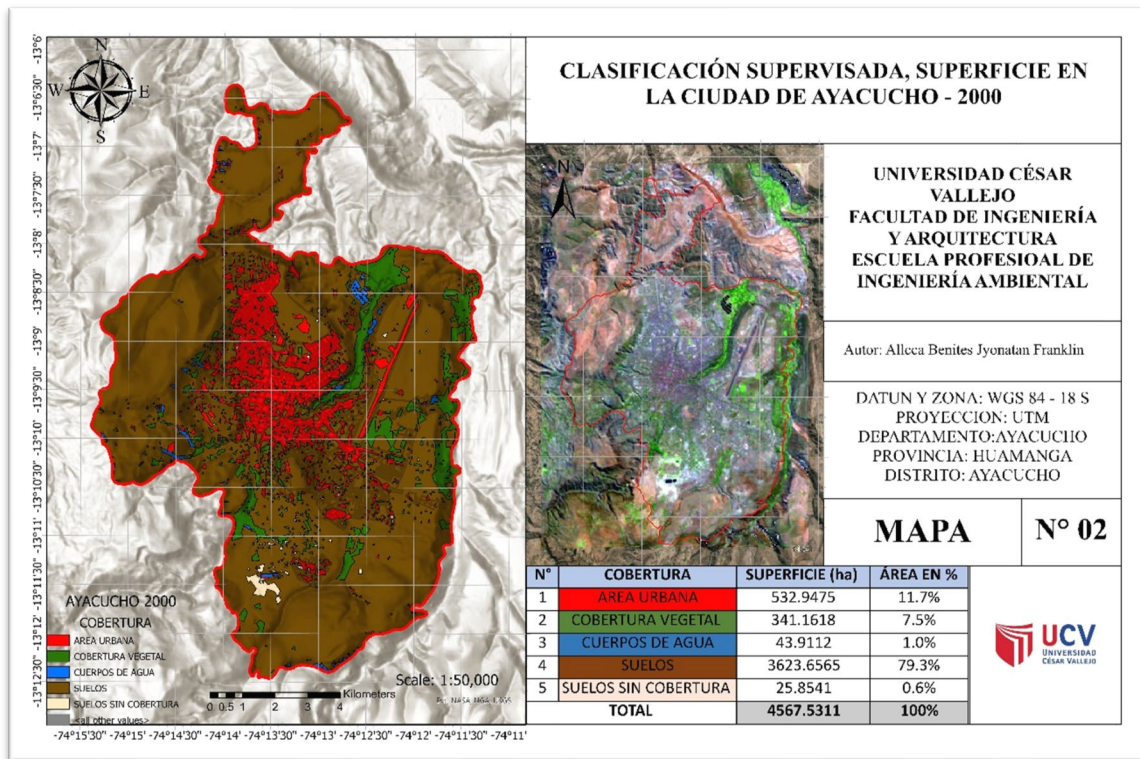 CLASIFICACIÓN SUPERVISADA, SUPERFICIE EN
LA CIUDAD DE AYACUCHO - 2000
UNIVERSIDAD CÉSAR
VALLEJO
FACULTAD DE INGENIERÍA
Y ARQUITECTURA
ESCUELA PROFESIOAL DE
INGENIERÍA AMBIENTAL
Autor: Allcca Benites Jyonatan Franklin
DATUN Y ZONA: WGS 84 - 18 S
PROYECCION: UTM
DEPARTAMENTO:AYACUCHO
PROVINCIA: HUAMANGA
DISTRITO: AYACUCHO
MAPA N° 02
N° COBERTURA SUPERFICIE (ha) ÁREA EN %
1 AREA URBANA 532.9475 11.7%
2 COBERTURA VEGETAL 341.1618 7.5%
3 CUERPOS DE AGUA 43.9112 1.0%
4 SUELOS 3623.6565 79.3%
5 SUELOS SIN COBERTURA 25.8541 0.6%
TOTAL 4567.5311 100%
UCV
UNIVERSIDAD
CÉSAR VALLEJO
N
W E
S
N
-13°6'
-13°6'30"
-13°7'
-13°7'30"
-13°8'
-13°8'30"
-13°9'
-13°9'30"
-13°10'
-13°10'30"
-13°11'
-13°11'30"
-13°12'
-13°12'30"
AYACUCHO 2000
COBERTURA
AREA URBANA
COBERTURA VEGETAL
CUERPOS DE AGUA
SUELOS
SUELOS SIN COBERTURA
<all other values>
Scale: 1:50,000
Kilometers
0 0.5 1 2 3 4
-74°15'30" -74°15' -74°14'30" -74°14' -74°13'30" -74°13' -74°12'30" -74°12' -74°11'30" -74°11'